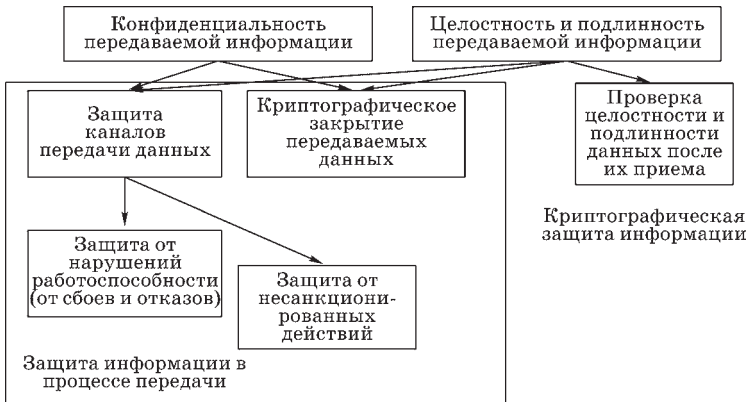 Конфиденциальность
передаваемой информации
Целостность и подлинность
передаваемой информации
Защита
каналов
передачи данных
Криптографическое
закрытие
передаваемых
данных
Проверка
целостности и
подлинности
данных после
их приема
Криптографическая
защита информации
Защита от
нарушений
работоспособности
(от сбоев и отказов)
Защита от
несанкциони-
рованных
действий
Защита информации в
процессе передачи